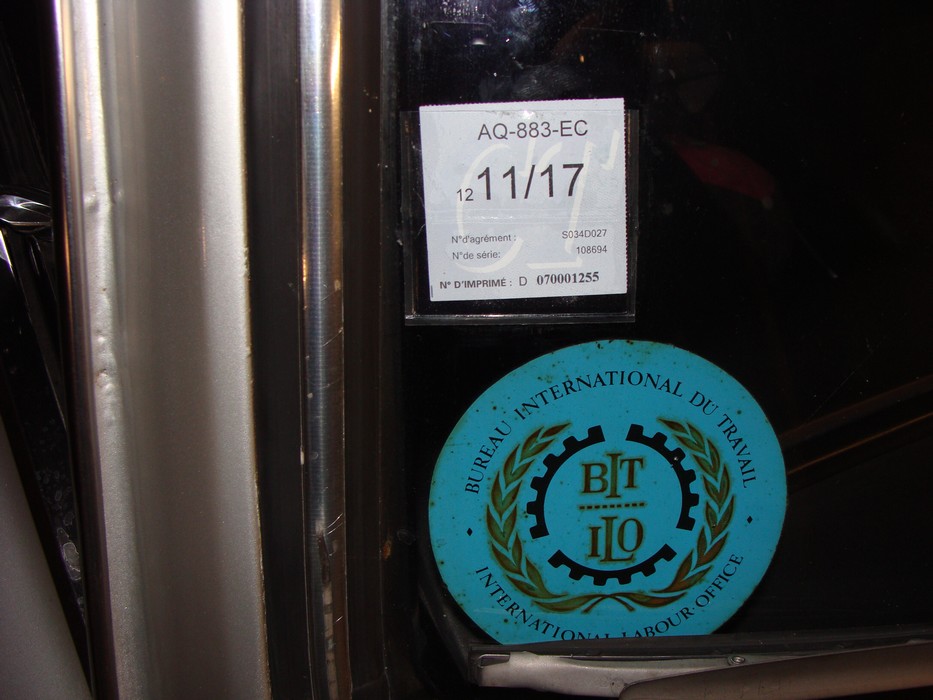 AQ-883-EC
12 11/17
N°d'agrément : S034D027
N°de série: 108694
N° D'IMPRIMÉ : D 070001255
BUREAU INTERNATIONAL DU TRAVAIL
BIT
ILO
INTERNATIONAL LABOUR OFFICE